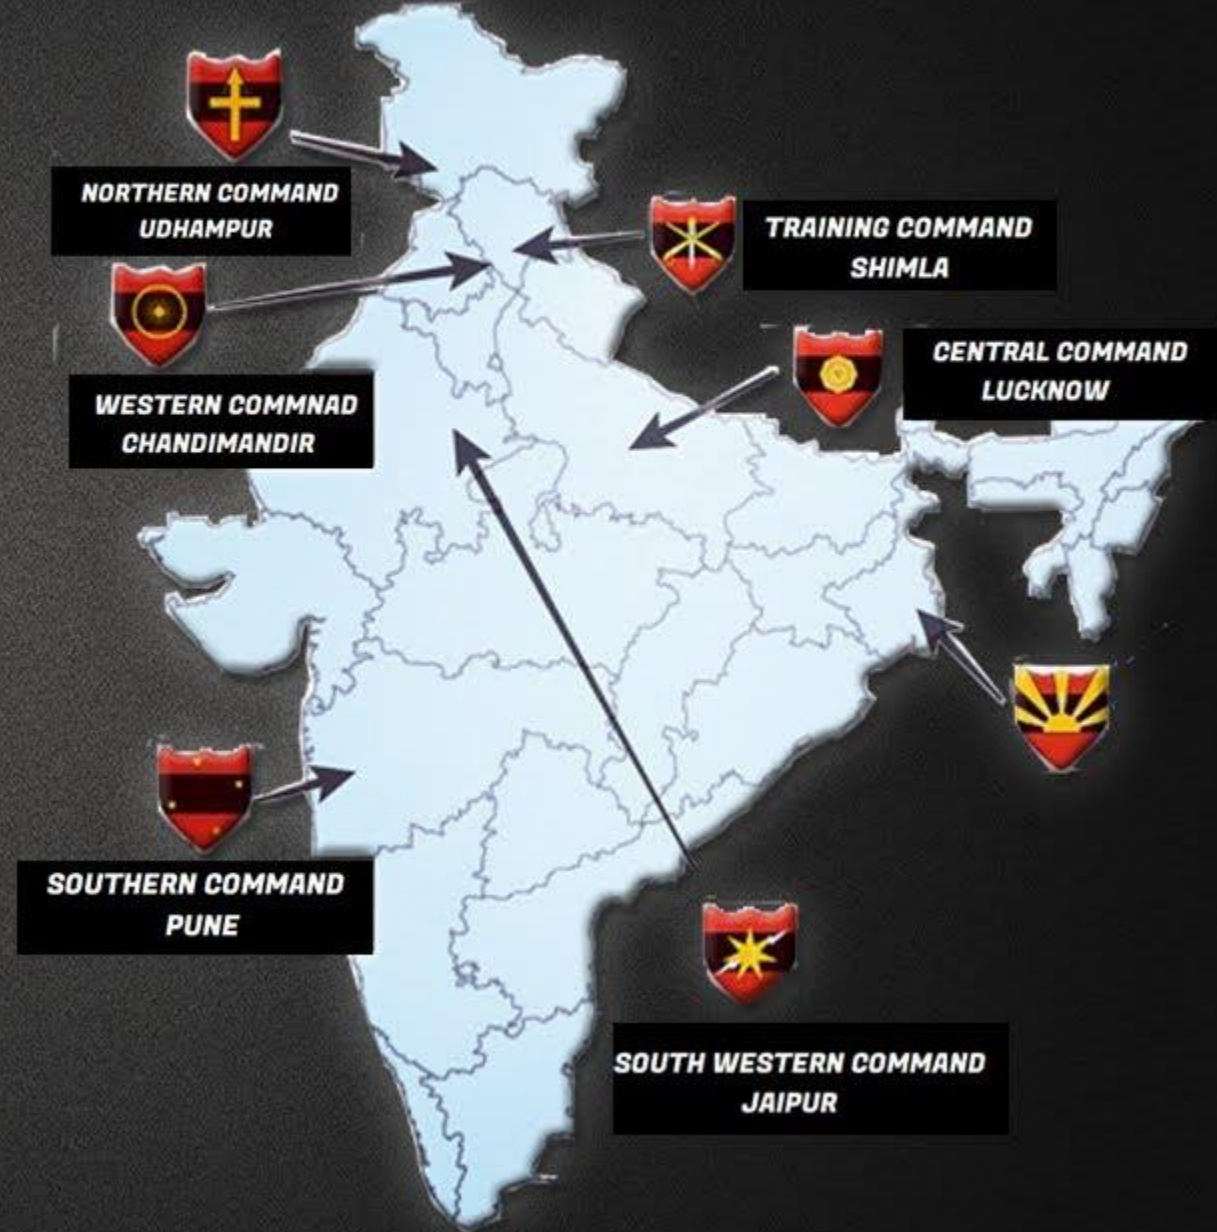 NORTHERN COMMAND
UDHAMPUR
TRAINING COMMAND
SHIMLA
WESTERN COMMNAD
CHANDIMANDIR
CENTRAL COMMAND
LUCKNOW
SOUTHERN COMMAND
PUNE
SOUTH WESTERN COMMAND
JAIPUR